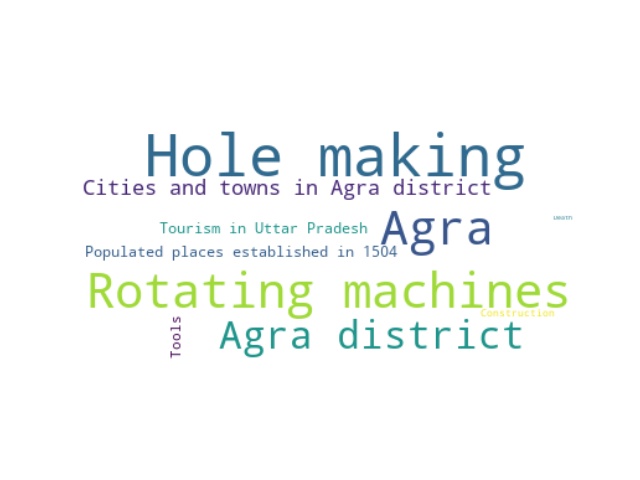 Hole making
Cities and towns in Agra district
Agra
Tourism in Uttar Pradesh
Populated places established in 1504
Rotating machines
Construction
Tools
Agra district